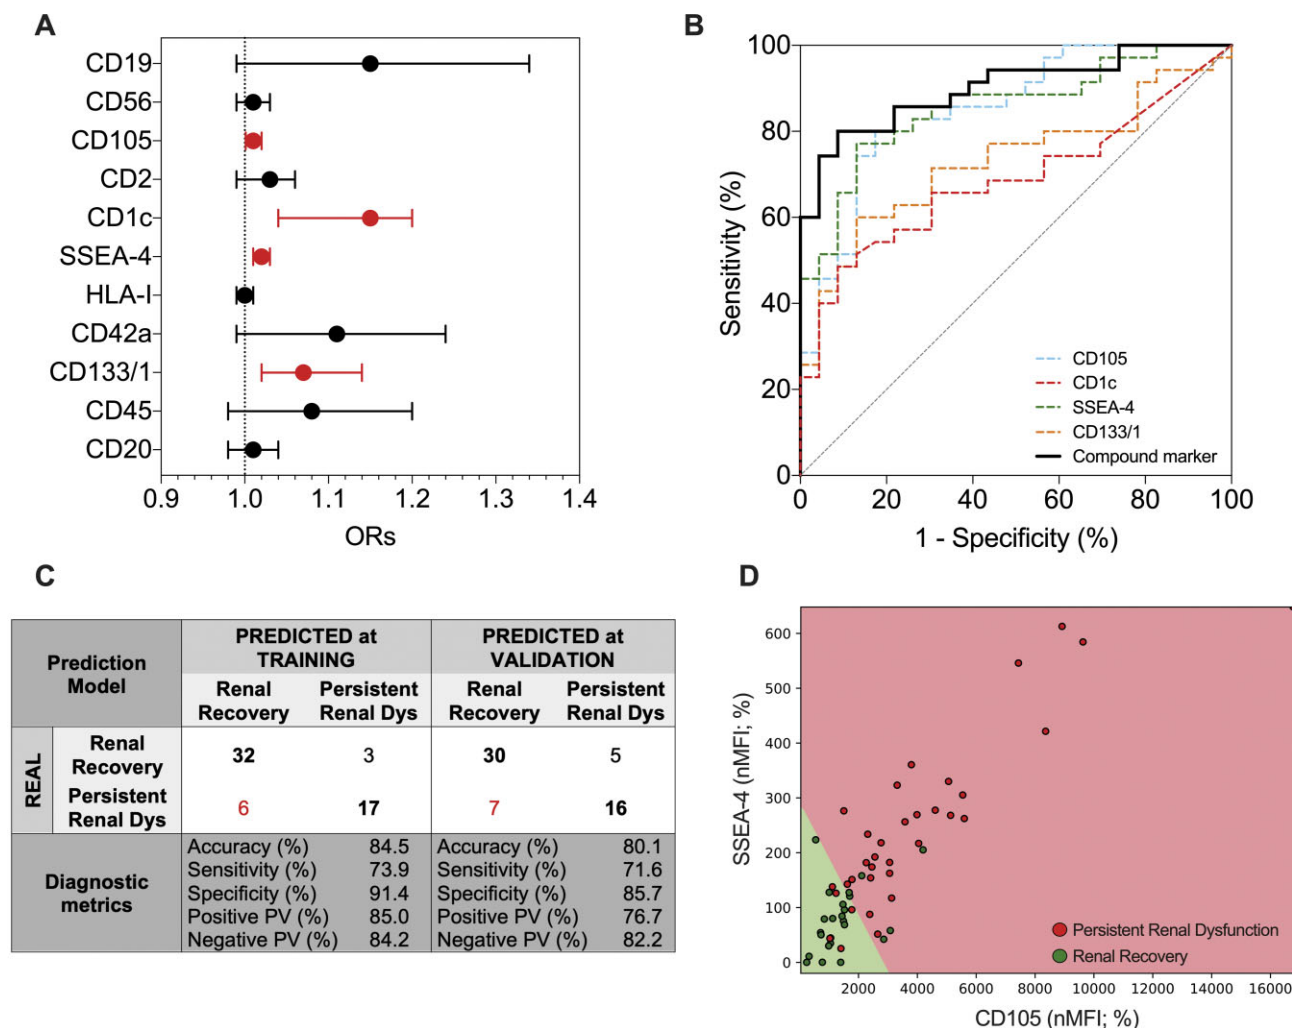 A
CD19
CD56
CD105
CD2
CD1c
SSEA-4
HLA-I
CD42a
CD133/1
CD45
CD20
0.9 1.0 1.1 1.2 1.3 1.4
ORs
B
Sensitivity (%)
100
80
60
40
20
0
0 20 40 60 80 100
1 - Specificity (%)
CD105
CD1c
SSEA-4
CD133/1
Compound marker
C
Prediction
Model
PREDICTED at
TRAINING
PREDICTED at
VALIDATION
Renal
Recovery
Persistent
Renal Dys
Renal
Recovery
Persistent
Renal Dys
REAL
Renal
Recovery
32 3 30 5
Persistent
Renal Dys
6 17 7 16
Diagnostic
metrics
Accuracy (%) 84.5 Accuracy (%) 80.1
Sensitivity (%) 73.9 Sensitivity (%) 71.6
Specificity (%) 91.4 Specificity (%) 85.7
Positive PV (%) 85.0 Positive PV (%) 76.7
Negative PV (%) 84.2 Negative PV (%) 82.2
D
SSEA-4 (nMFI; %)
600
500
400
300
200
100
0
2000 4000 6000 8000 10000 12000 14000 16000
CD105 (nMFI; %)
Persistent Renal Dysfunction
Renal Recovery